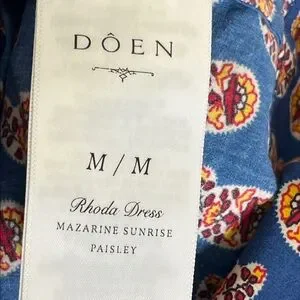 DÔEN
M / M
Rhoda Dress
MAZARINE SUNRISE
PAISLEY